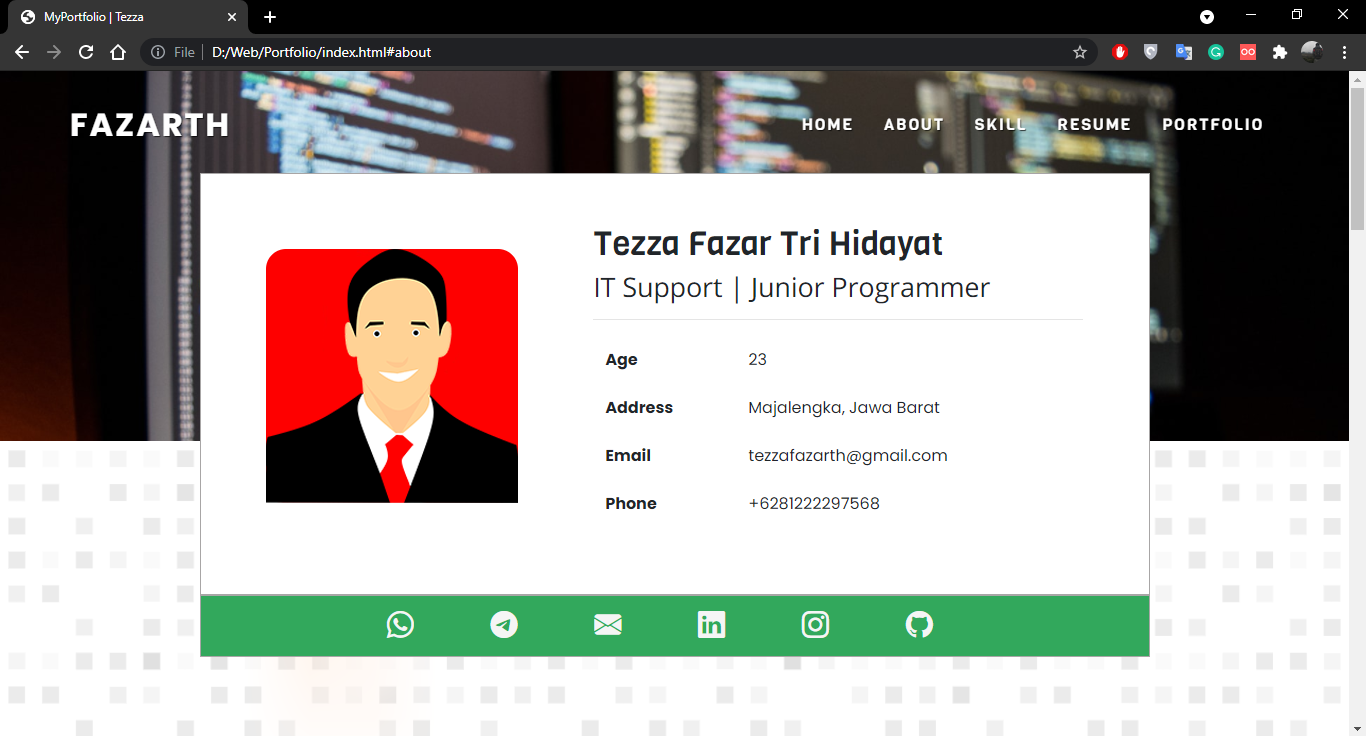 MyPortfolio | Tezza
File
D:/Web/Portfolio/index.html#about
FAZARTH
HOME ABOUT SKILL RESUME PORTFOLIO
Tezza Fazar Tri Hidayat
IT Support | Junior Programmer
Age 23
Address Majalengka, Jawa Barat
Email tezzafazarth@gmail.com
Phone +6281222297568